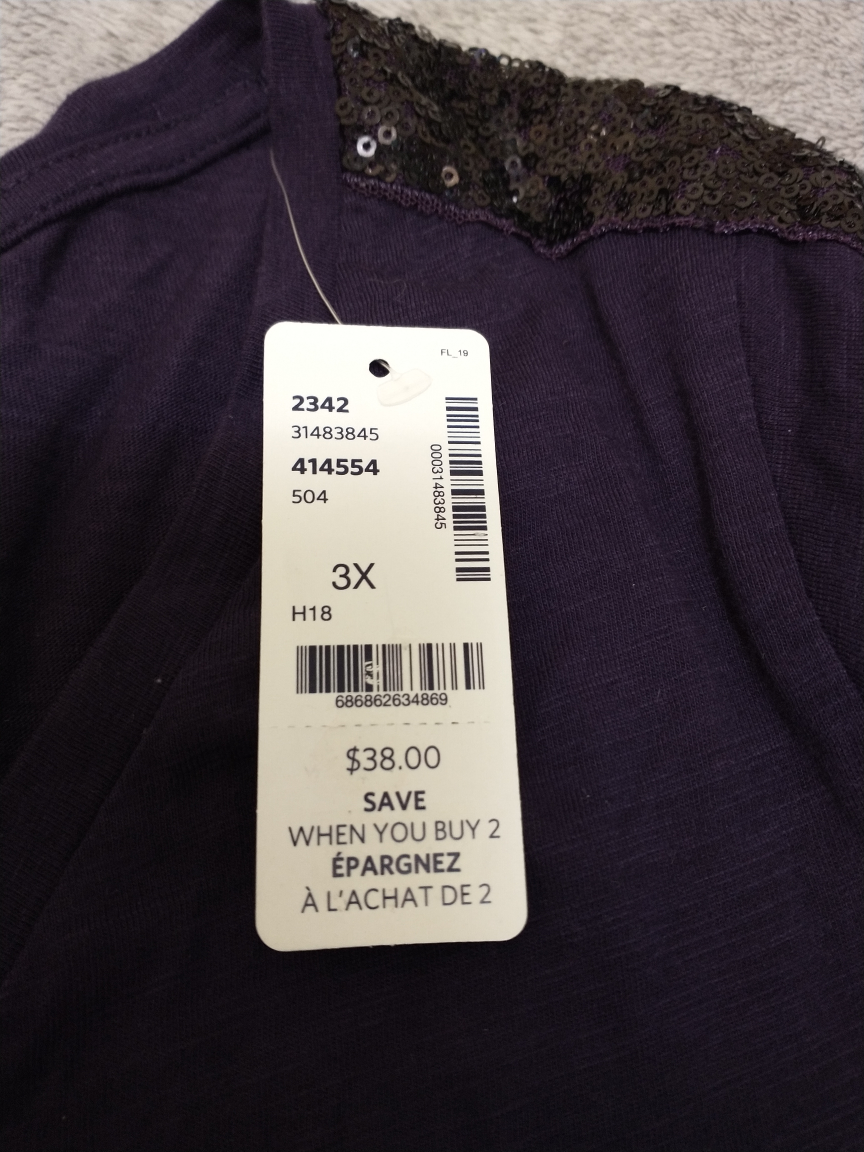 FL_19
2342
31483845
414554
504
00031483845
3X
H18
686862634869
$38.00
SAVE
WHEN YOU BUY 2
ÉPARGNEZ
À L'ACHAT DE 2